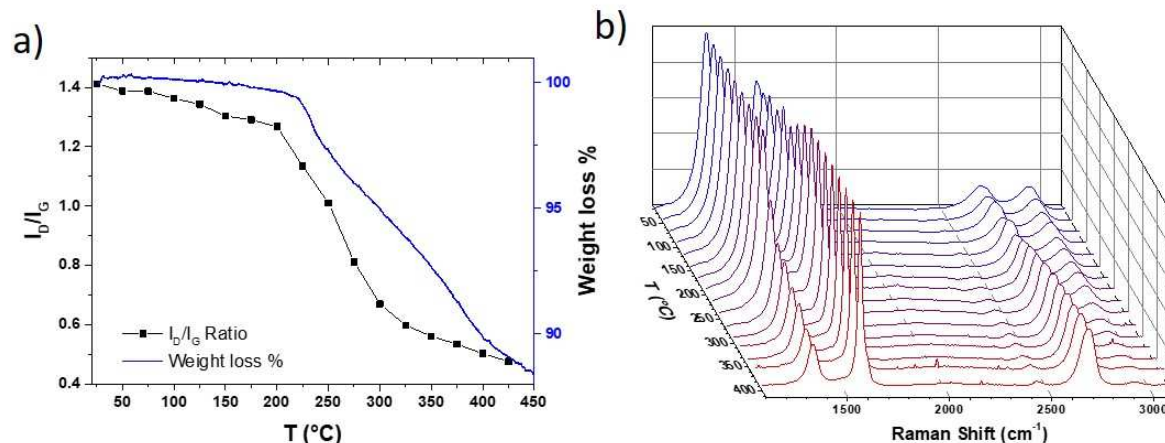 a)
1.4
1.2
1.0
0.8
0.6
0.4
I_D/I_G
I_D/I_G Ratio
Weight loss %
50 100 150 200 250 300 350 400 450
T (°C)
100
95
90
Weight loss %
b)
50
100
150
200
250
300
350
400
T (°C)
1500 2000 2500 3000
Raman Shift (cm⁻¹)